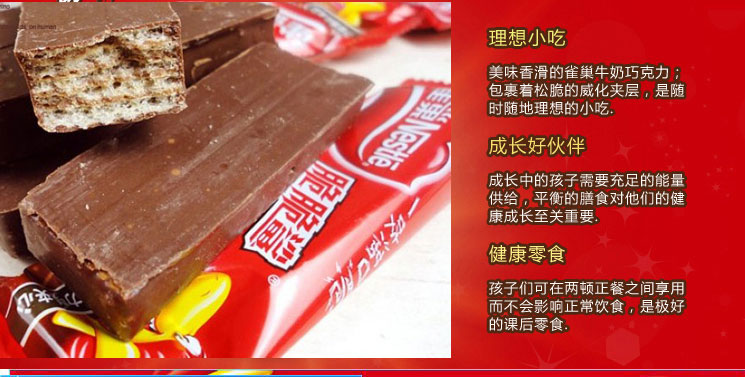 理想小吃
美味香滑的雀巢牛奶巧克力；
包裹着松脆的威化夹层，是随
时随地理想的小吃.
成长好伙伴
成长中的孩子需要充足的能量
供给，平衡的膳食对他们的健
康成长至关重要.
健康零食
孩子们可在两顿正餐之间享用
而不会影响正常饮食，是极好
的课后零食.
雀巢
Nestlé
脆脆鲨
®